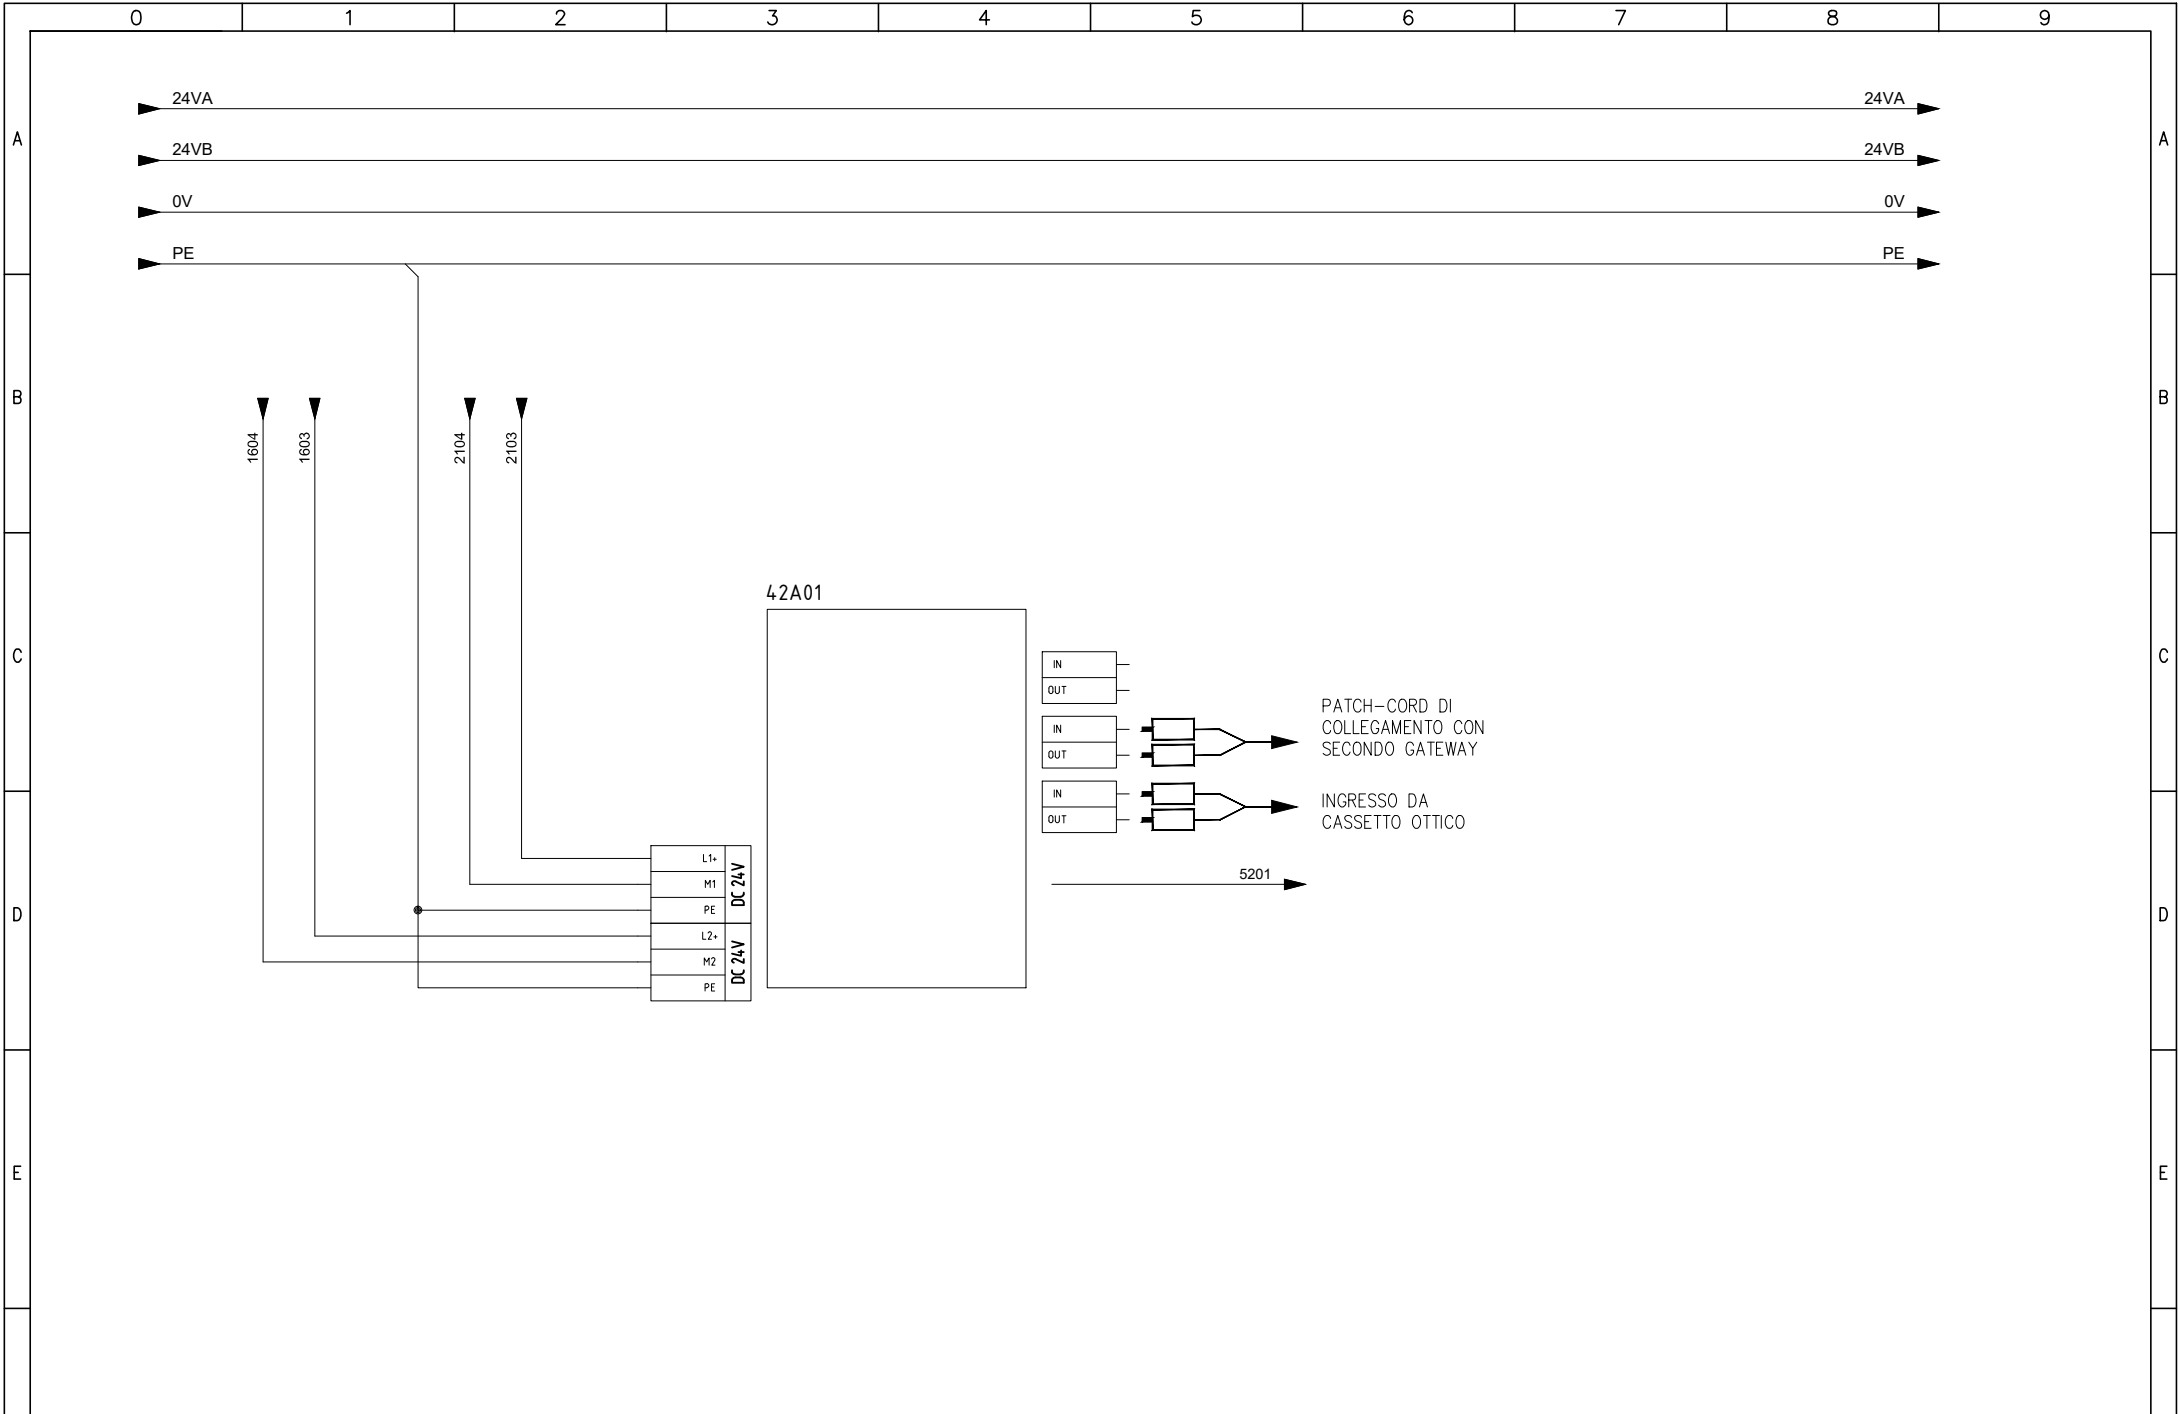 0 1 2 3 4 5 6 7 8 9
24VA 24VA
A A
24VB 24VB
0V 0V
PE PE
B B
1604
1603
2104
2103
42A01
C C
IN
OUT
IN
OUT
PATCH-CORD DI
COLLEGAMENTO CON
SECONDO GATEWAY
IN
OUT
INGRESSO DA
CASSETTO OTTICO
L1+
M1
PE
DC 24V
5201
D D
L2+
M2
PE
DC 24V
E E